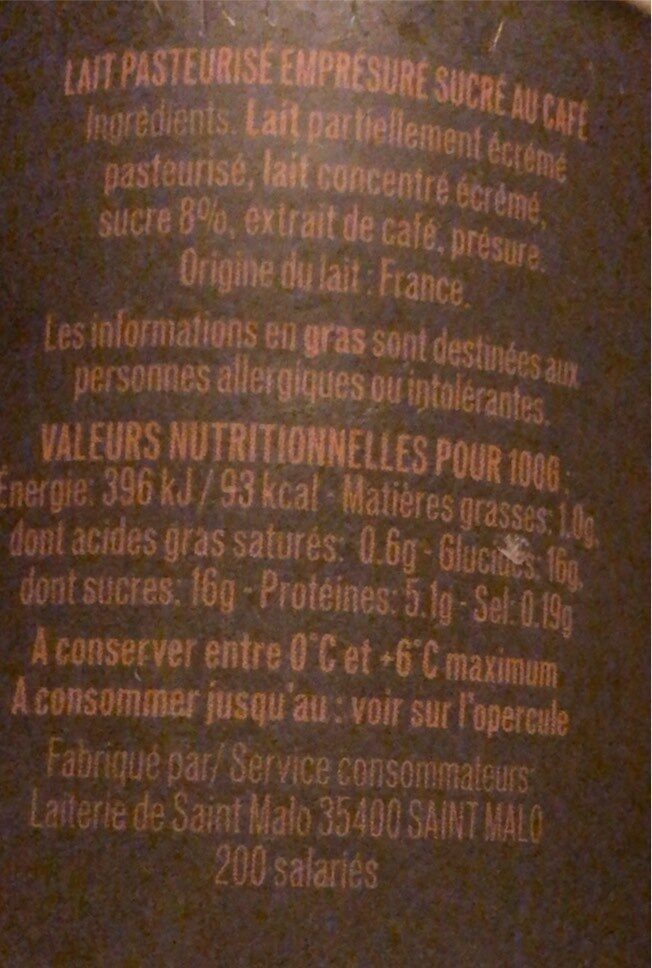 LAIT PASTEURISÉ EMPRÉSURÉ SUCRÉ AU CAFÉ
Ingrédients. Lait partiellement écrémé
pasteurisé, lait concentré écrémé,
sucre 8%, extrait de café, présure.
Origine du lait : France.
Les informations en gras sont destinées aux
personnes allergiques ou intolérantes.
VALEURS NUTRITIONNELLES POUR 100G :
Énergie: 396 kJ / 93 kcal - Matières grasses: 1.0g,
dont acides gras saturés: 0.6g - Glucides: 16g,
dont sucres: 16g - Protéines: 5.1g - Sel: 0.19g
A conserver entre 0°C et +6°C maximum
A consommer jusqu'au : voir sur l'opercule
Fabriqué par/ Service consommateurs:
Laiterie de Saint Malo 35400 SAINT MALO
200 salariés